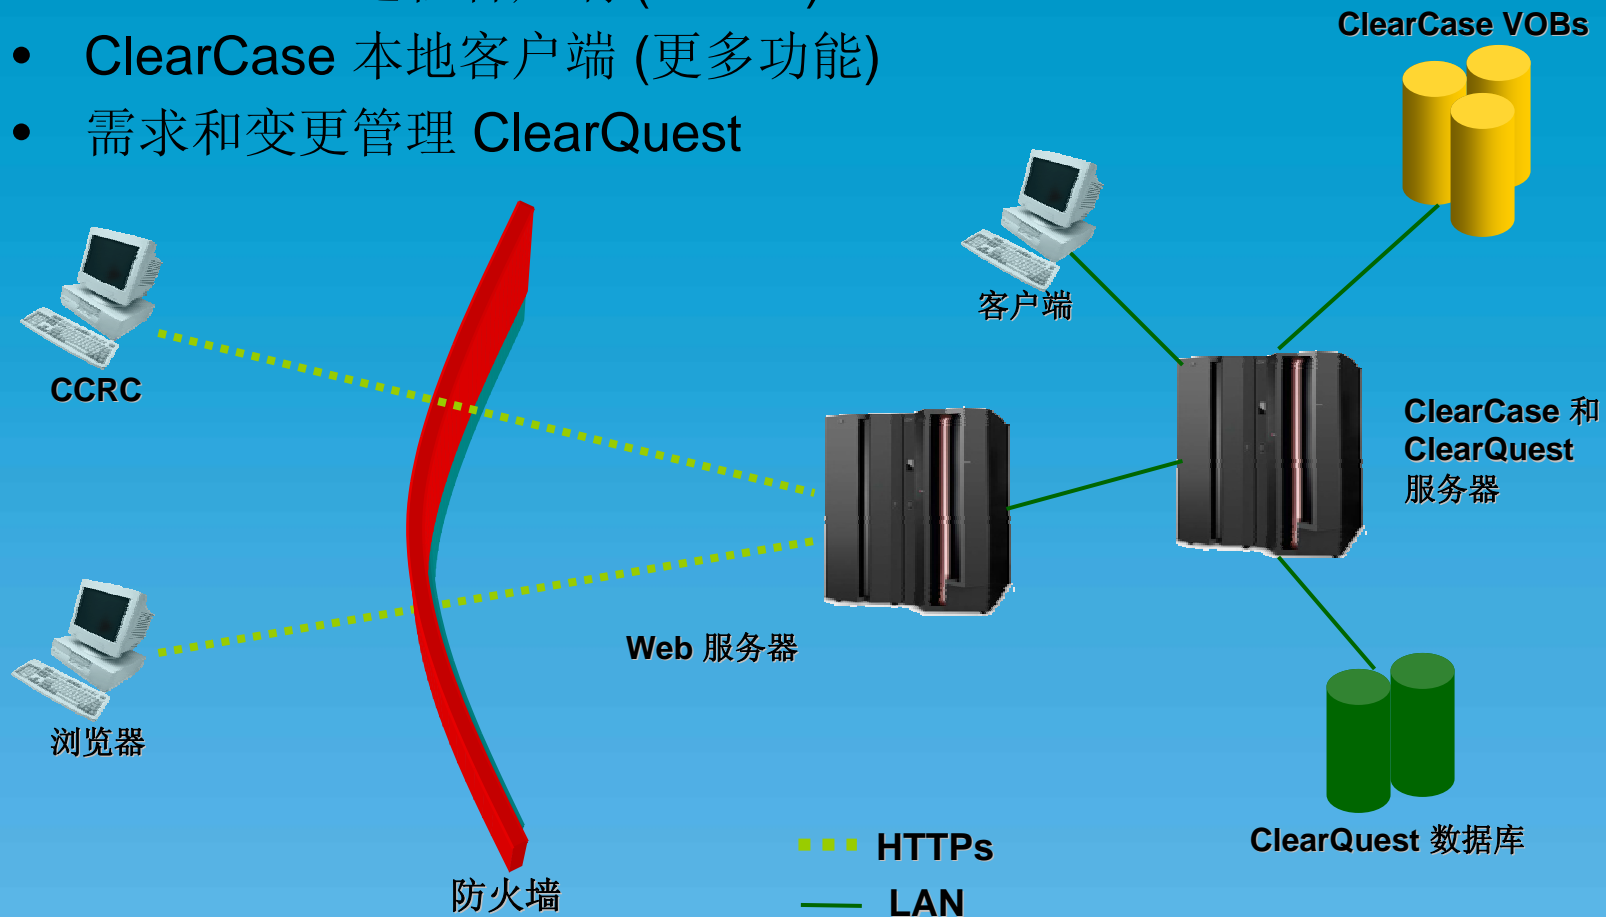 • ClearCase 本地客户端 (更多功能)
• 需求和变更管理 ClearQuest
ClearCase VOBs
客户端
CCRC
ClearCase 和
ClearQuest
服务器
Web 服务器
浏览器
ClearQuest 数据库
HTTPs
防火墙
LAN